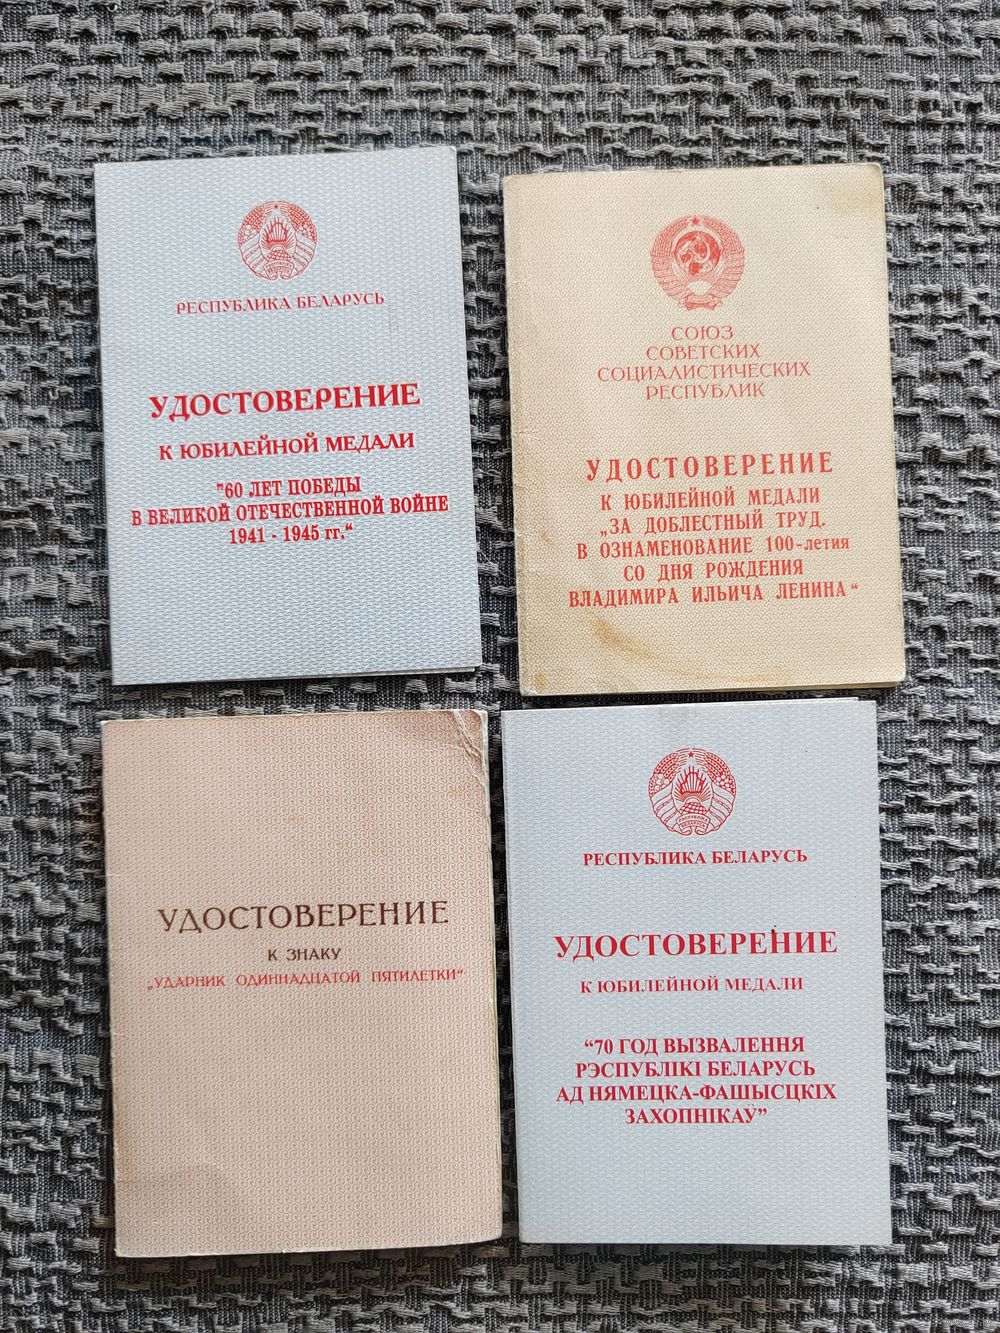 РЕСПУБЛИКА БЕЛАРУСЬ
УДОСТОВЕРЕНИЕ
К ЮБИЛЕЙНОЙ МЕДАЛИ
"60 ЛЕТ ПОБЕДЫ
В ВЕЛИКОЙ ОТЕЧЕСТВЕННОЙ ВОЙНЕ
1941 - 1945 гг.“
СОЮЗ
СОВЕТСКИХ
СОЦИАЛИСТИЧЕСКИХ
РЕСПУБЛИК
УДОСТОВЕРЕНИЕ
К ЮБИЛЕЙНОЙ МЕДАЛИ
„ЗА ДОБЛЕСТНЫЙ ТРУД.
В ОЗНАМЕНОВАНИЕ 100-летия
СО ДНЯ РОЖДЕНИЯ
ВЛАДИМИРА ИЛЬИЧА ЛЕНИНА“
УДОСТОВЕРЕНИЕ
К ЗНАКУ
„УДАРНИК ОДИННАДЦАТОЙ ПЯТИЛЕТКИ“
РЕСПУБЛИКА БЕЛАРУСЬ
УДОСТОВЕРЕНИЕ
К ЮБИЛЕЙНОЙ МЕДАЛИ
“70 ГОД ВЫЗВАЛЕННЯ
РЭСПУБЛІКІ БЕЛАРУСЬ
АД НЯМЕЦКА-ФАШЫСЦКІХ
ЗАХОПНІКАЎ”